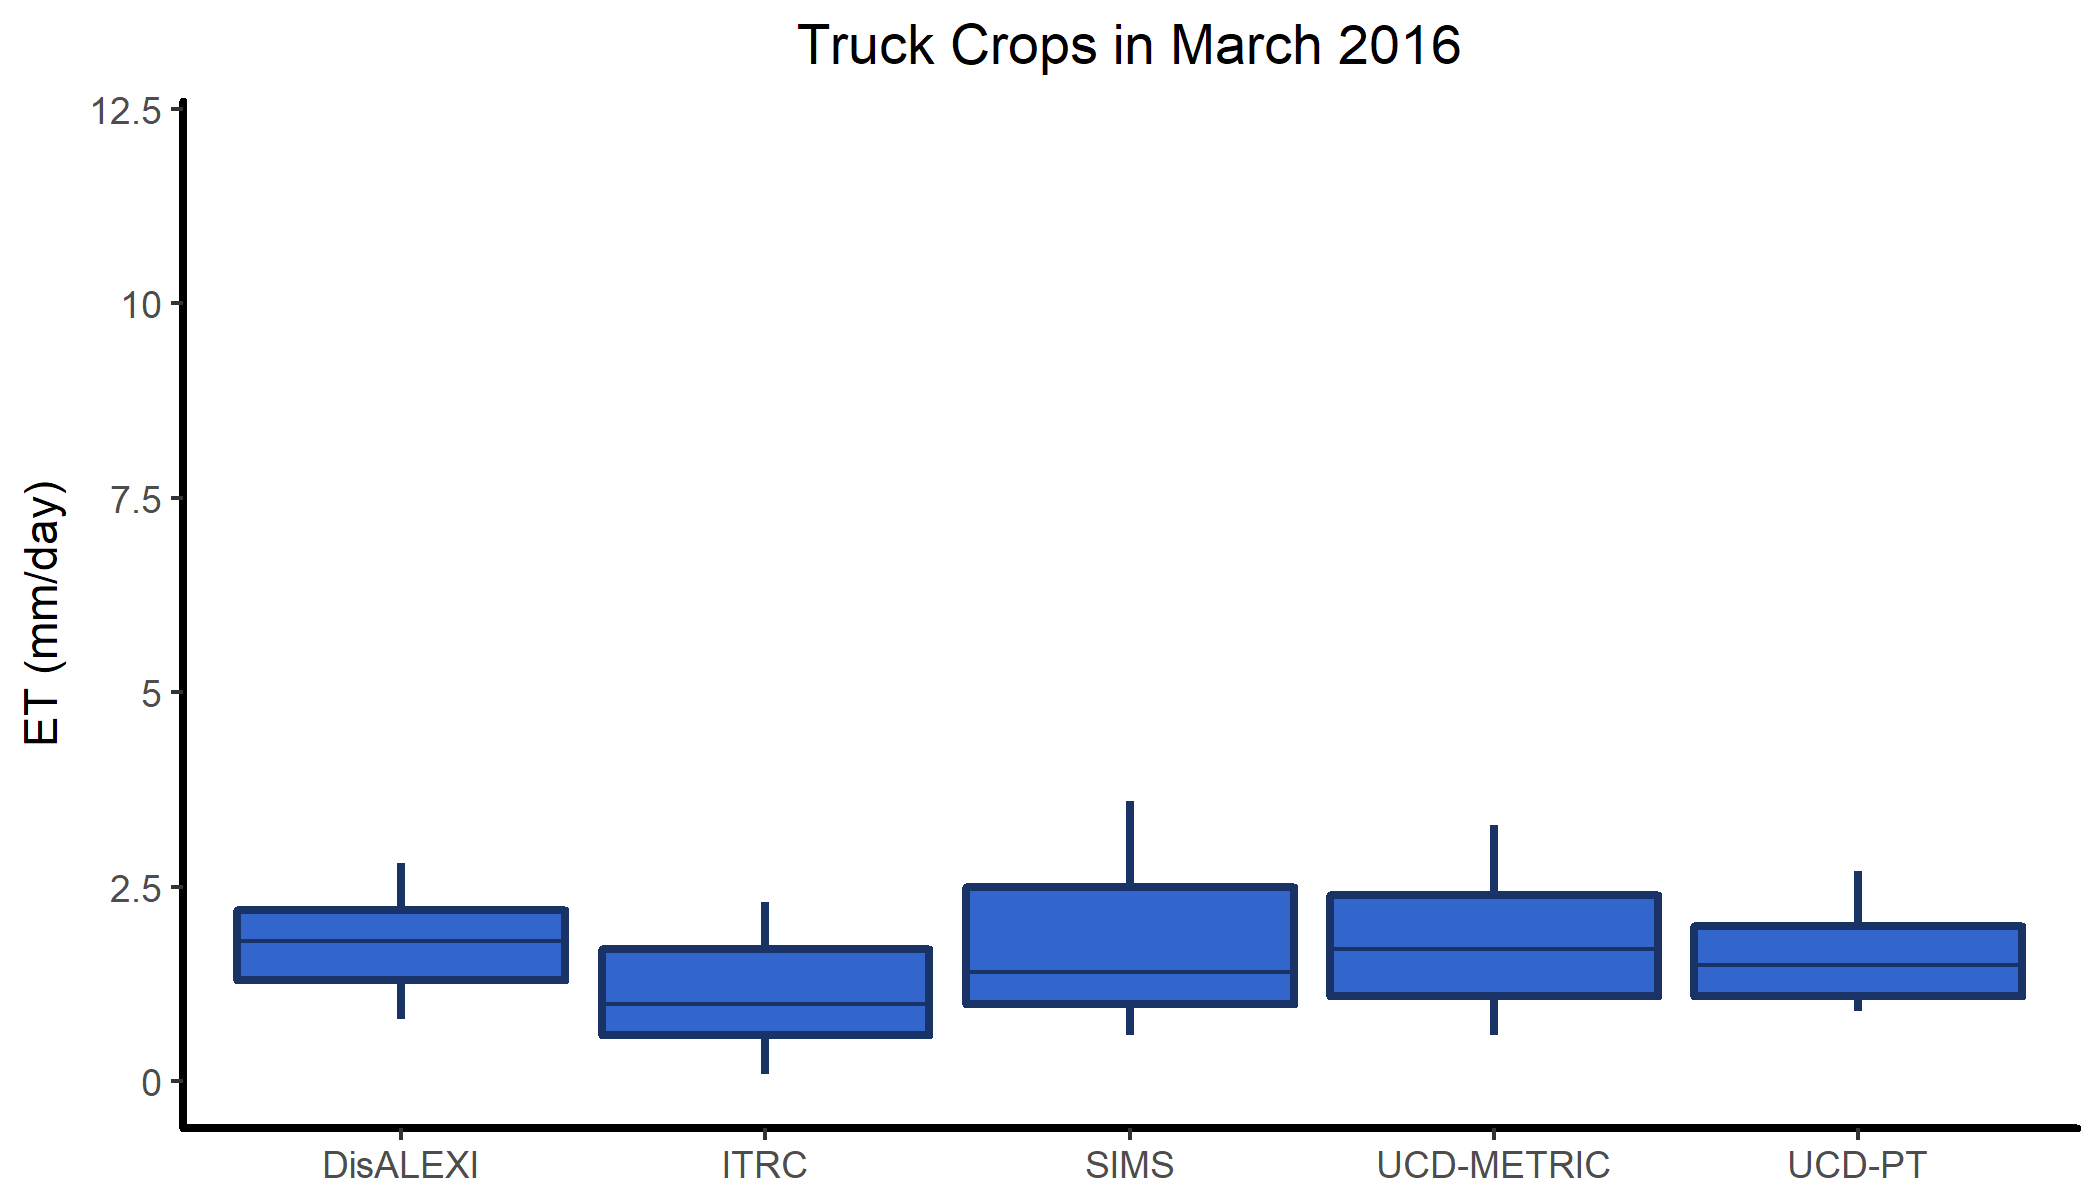 Truck Crops in March 2016
ET (mm/day)
12.5
10
7.5
5
2.5
0
DisALEXI ITRC SIMS UCD-METRIC UCD-PT